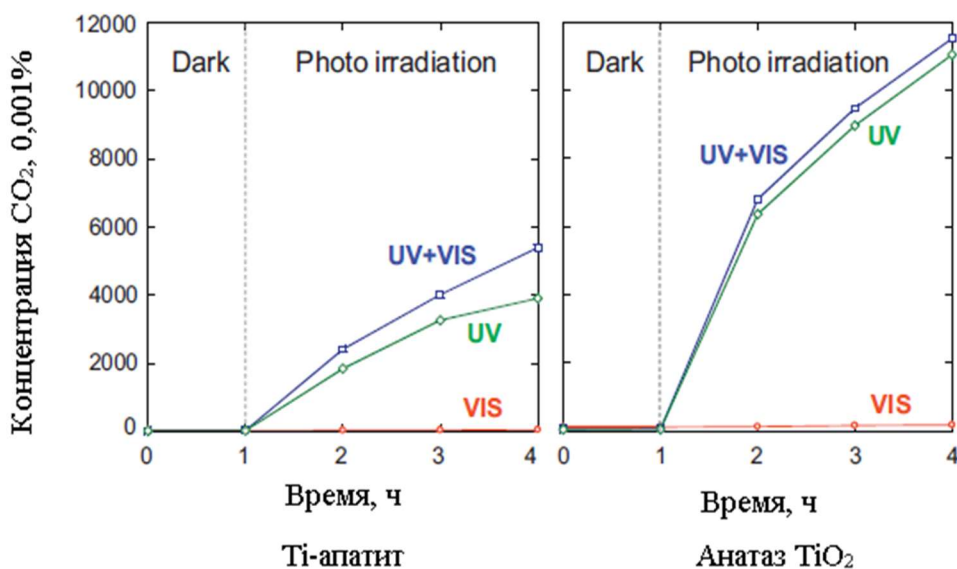 Концентрация CO₂, 0,001%
12000
10000
8000
6000
4000
2000
0
Dark Photo irradiation
UV+VIS
UV
VIS
0 1 2 3 4
Время, ч
Ti-апатит
Dark Photo irradiation
UV+VIS
UV
VIS
0 1 2 3 4
Время, ч
Анатаз TiO₂